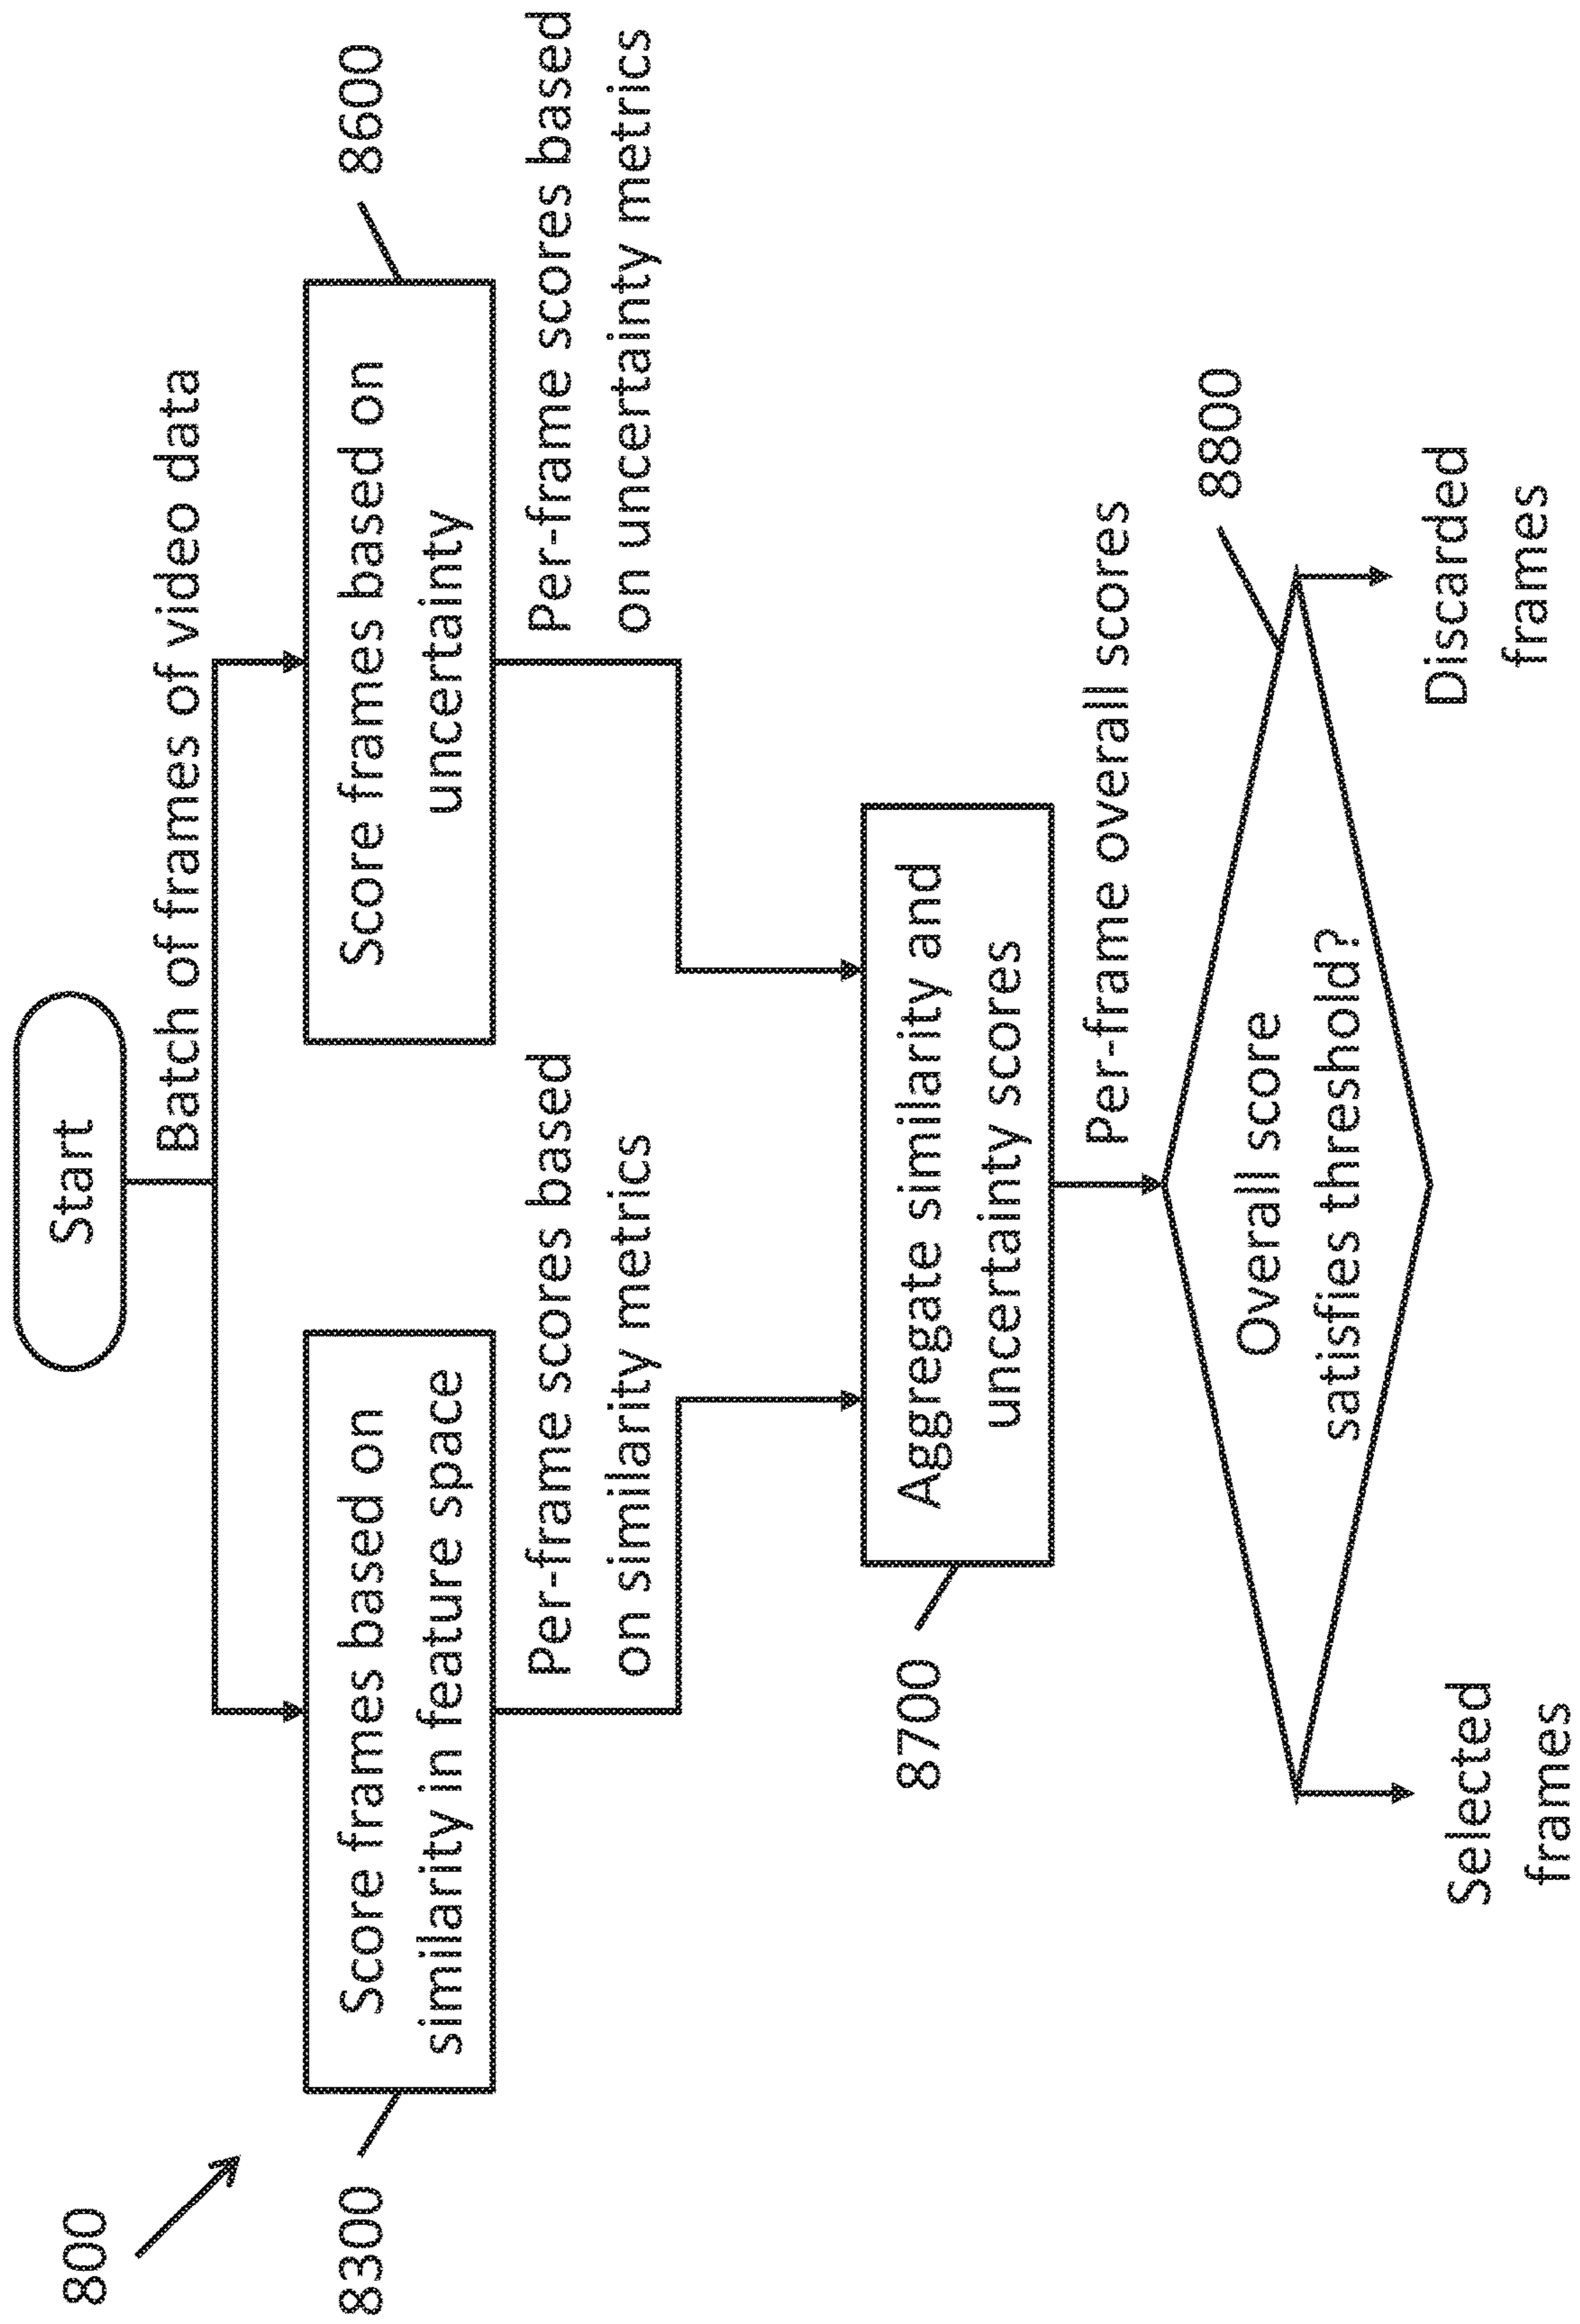 800
Start
Batch of frames of video data
8300
Score frames based on
similarity in feature space
Score frames based on
uncertainty
8600
Per-frame scores based
on similarity metrics
Per-frame scores based
on uncertainty metrics
8700
Aggregate similarity and
uncertainty scores
Per-frame overall scores
8800
Overall score
satisfies threshold?
Selected
frames
Discarded
frames